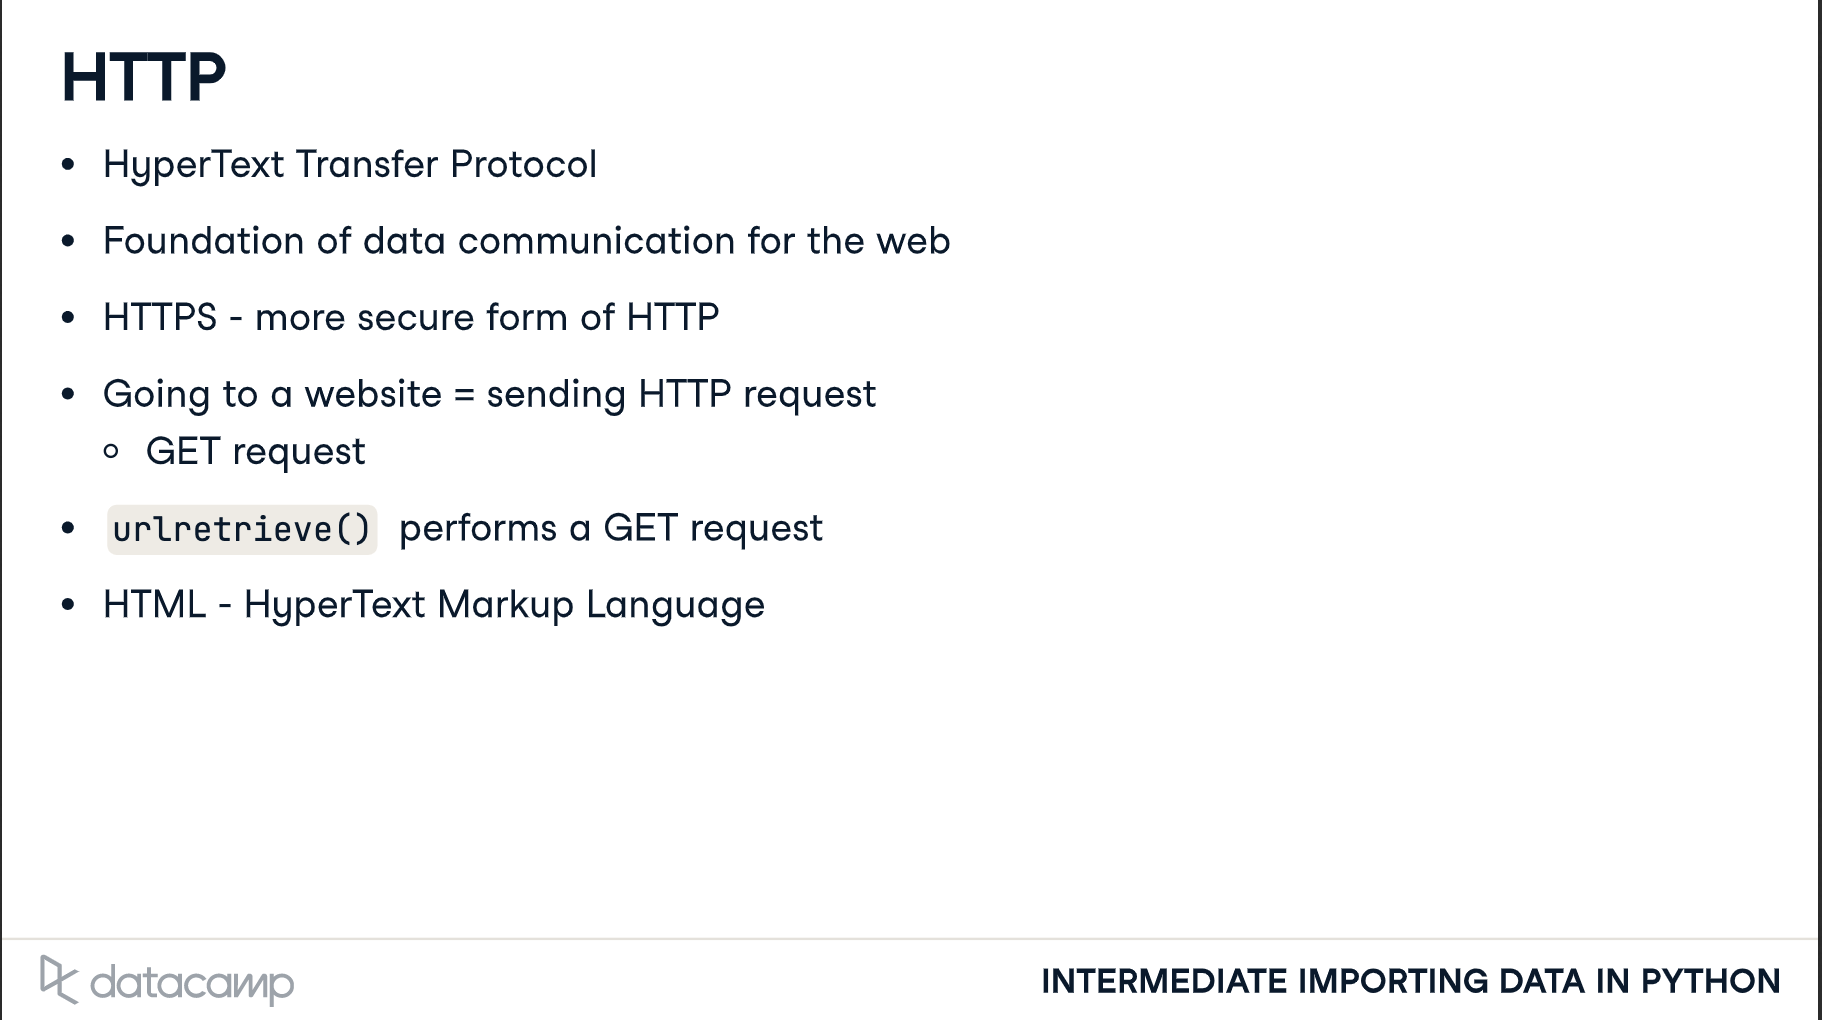 HTTP
• HyperText Transfer Protocol
• Foundation of data communication for the web
• HTTPS - more secure form of HTTP
• Going to a website = sending HTTP request
○ GET request
• urlretrieve() performs a GET request
• HTML - HyperText Markup Language
datacamp
INTERMEDIATE IMPORTING DATA IN PYTHON